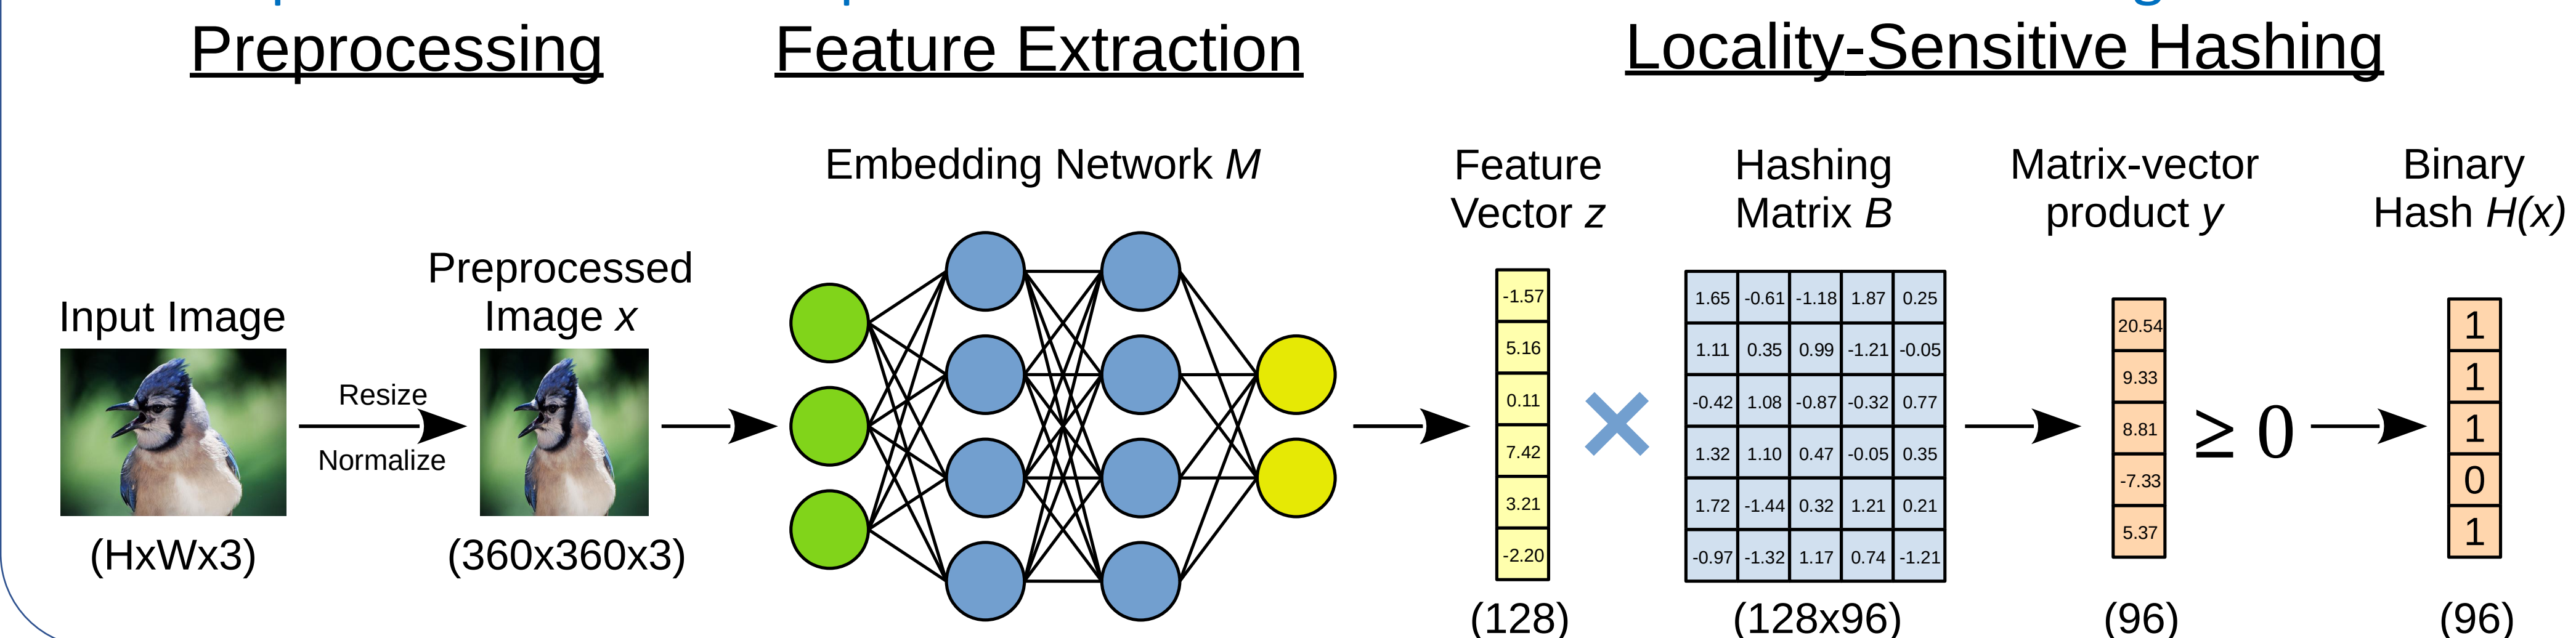 Preprocessing
Feature Extraction
Locality-Sensitive Hashing
Embedding Network M
Feature
Vector z
Hashing
Matrix B
Matrix-vector
product y
Binary
Hash H(x)
Input Image
Preprocessed
Image x
Resize
Normalize
(HxWx3)
(360x360x3)
-1.57
5.16
0.11
7.42
3.21
-2.20
1.65 -0.61 -1.18 1.87 0.25
1.11 0.35 0.99 -1.21 -0.05
-0.42 1.08 -0.87 -0.32 0.77
1.32 1.10 0.47 -0.05 0.35
1.72 -1.44 0.32 1.21 0.21
-0.97 -1.32 1.17 0.74 -1.21
20.54
9.33
8.81
-7.33
5.37
≥ 0
1
1
1
0
1
(128)
(128x96)
(96)
(96)